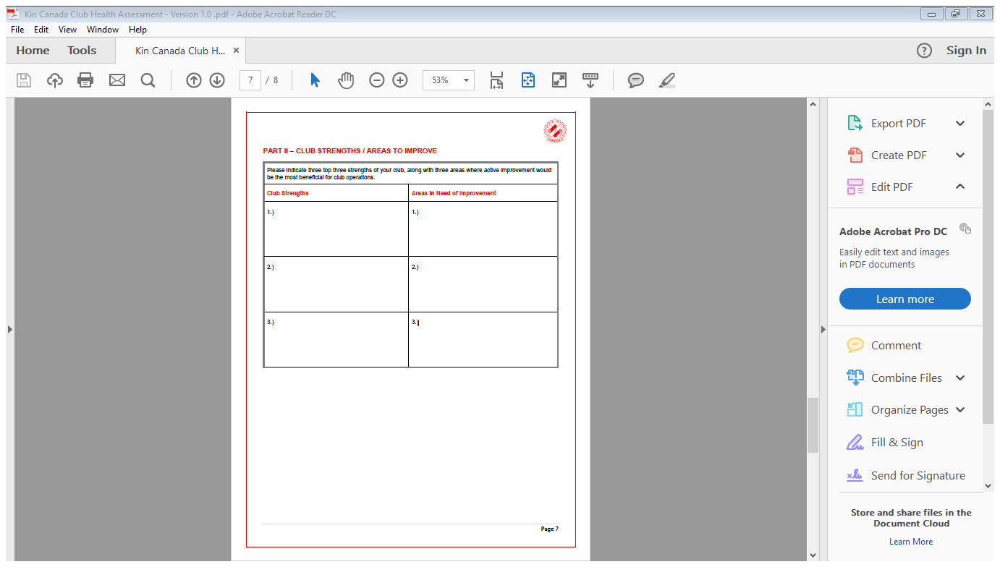 Kin Canada Club Health Assessment - Version 1.0 .pdf - Adobe Acrobat Reader DC
File Edit View Window Help
Home Tools Kin Canada Club H... × Sign In
7 / 8 53%
PART II – CLUB STRENGTHS / AREAS TO IMPROVE
Please indicate three top three strengths of your club, along with three areas where active improvement would
be the most beneficial for club operations.
Club Strengths Areas In Need of Improvement
1.) 1.)
2.) 2.)
3.) 3.)
Page 7
Export PDF
Create PDF
Edit PDF
Adobe Acrobat Pro DC
Easily edit text and images
in PDF documents
Learn more
Comment
Combine Files
Organize Pages
Fill & Sign
Send for Signature
Store and share files in the
Document Cloud
Learn More